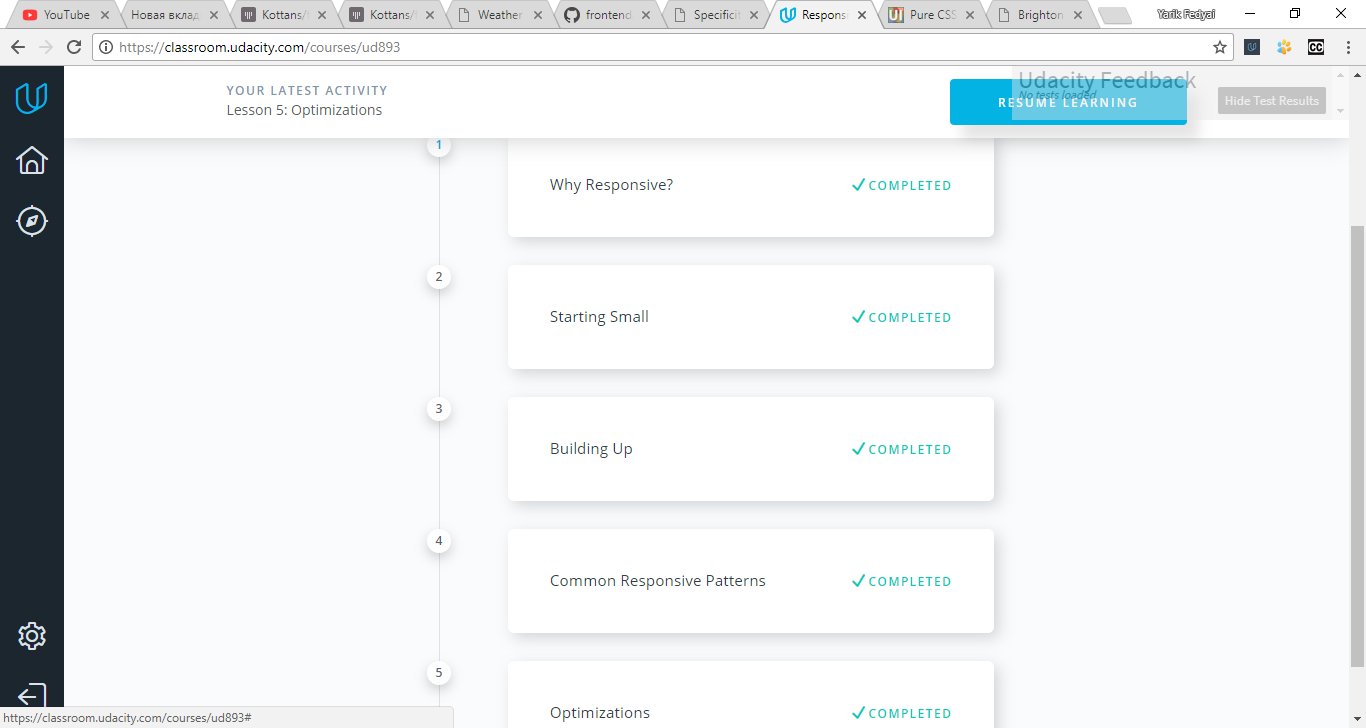 YouTube
Новая вклад
Kottans/
Kottans/
Weather
frontend
Specificit
Respons
Pure CSS
Brighton
Yarik Fedyai
https://classroom.udacity.com/courses/ud893
CC
YOUR LATEST ACTIVITY
Lesson 5: Optimizations
Udacity Feedback
No tests loaded
RESUME LEARNING
Hide Test Results
1
Why Responsive?
COMPLETED
2
Starting Small
COMPLETED
3
Building Up
COMPLETED
4
Common Responsive Patterns
COMPLETED
5
Optimizations
COMPLETED
https://classroom.udacity.com/courses/ud893#